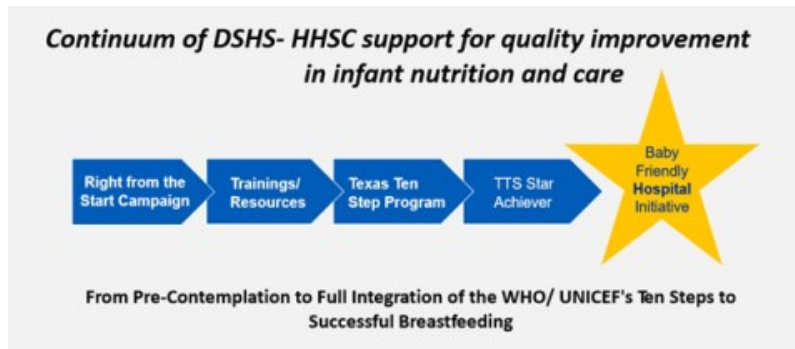 Continuum of DSHS- HHSC support for quality improvement
in infant nutrition and care
Right from the
Start Campaign
Trainings/
Resources
Texas Ten
Step Program
TTS Star
Achiever
Baby
Friendly
Hospital
Initiative
From Pre-Contemplation to Full Integration of the WHO/ UNICEF's Ten Steps to
Successful Breastfeeding